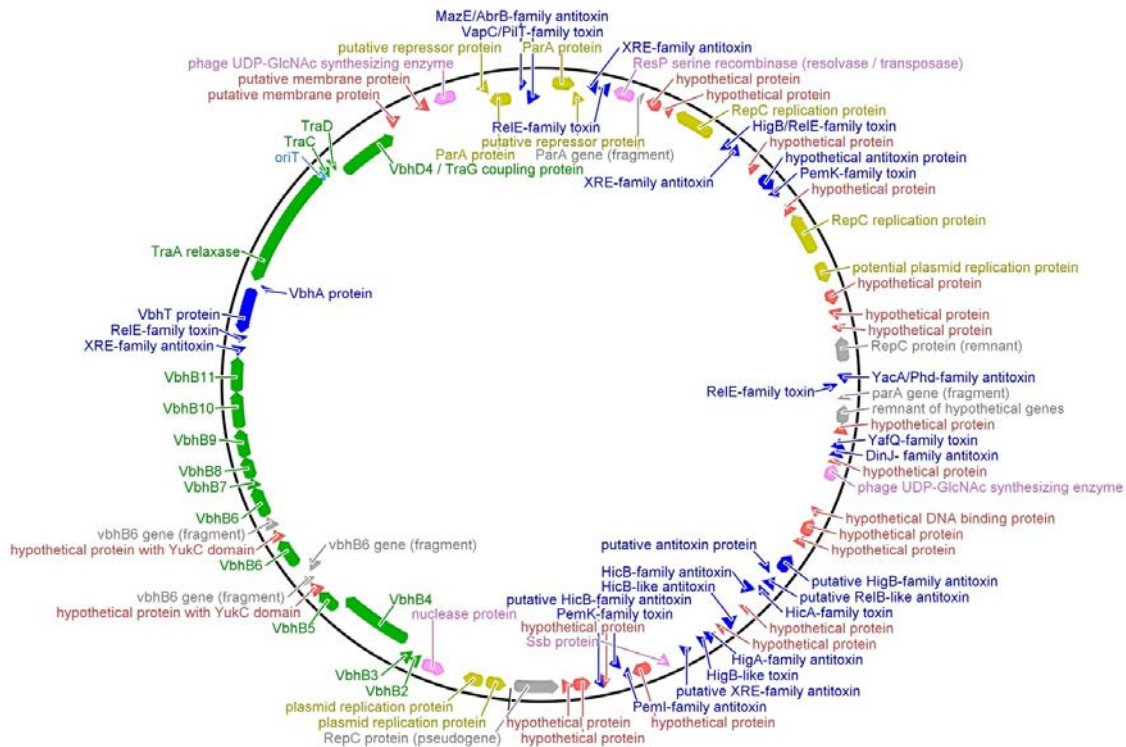 MazE/AbrB-family antitoxin
VapC/PilT-family toxin
putative repressor protein
ParA protein
XRE-family antitoxin
phage UDP-GlcNAc synthesizing enzyme
ResP serine recombinase (resolvase / transposase)
putative membrane protein
hypothetical protein
putative membrane protein
hypothetical protein
RepC replication protein
TraD
RelE-family toxin
HigB/RelE-family toxin
TraC
putative repressor protein
hypothetical protein
oriT
ParA protein
ParA gene (fragment)
hypothetical antitoxin protein
VbhD4 / TraG coupling protein
XRE-family antitoxin
PemK-family toxin
hypothetical protein
RepC replication protein
TraA relaxase
potential plasmid replication protein
hypothetical protein
VbhA protein
VbhT protein
hypothetical protein
RelE-family toxin
hypothetical protein
XRE-family antitoxin
RepC protein (remnant)
VbhB11
YacA/Phd-family antitoxin
RelE-family toxin
parA gene (fragment)
VbhB10
remnant of hypothetical genes
hypothetical protein
VbhB9
YafQ-family toxin
DinJ- family antitoxin
VbhB8
hypothetical protein
VbhB7
phage UDP-GlcNAc synthesizing enzyme
VbhB6
hypothetical DNA binding protein
vbhB6 gene (fragment)
hypothetical protein
hypothetical protein with YukC domain
vbhB6 gene (fragment)
putative antitoxin protein
hypothetical protein
VbhB6
HicB-family antitoxin
putative HigB-family antitoxin
HicB-like antitoxin
putative RelB-like antitoxin
vbhB6 gene (fragment)
VbhB4
putative HicB-family antitoxin
HicA-family toxin
hypothetical protein with YukC domain
nuclease protein
PemK-family toxin
hypothetical protein
VbhB5
hypothetical protein
hypothetical protein
Ssb protein
HigA-family antitoxin
VbhB3
HigB-like toxin
VbhB2
putative XRE-family antitoxin
plasmid replication protein
PemI-family antitoxin
plasmid replication protein
hypothetical protein
hypothetical protein
RepC protein (pseudogene)
hypothetical protein